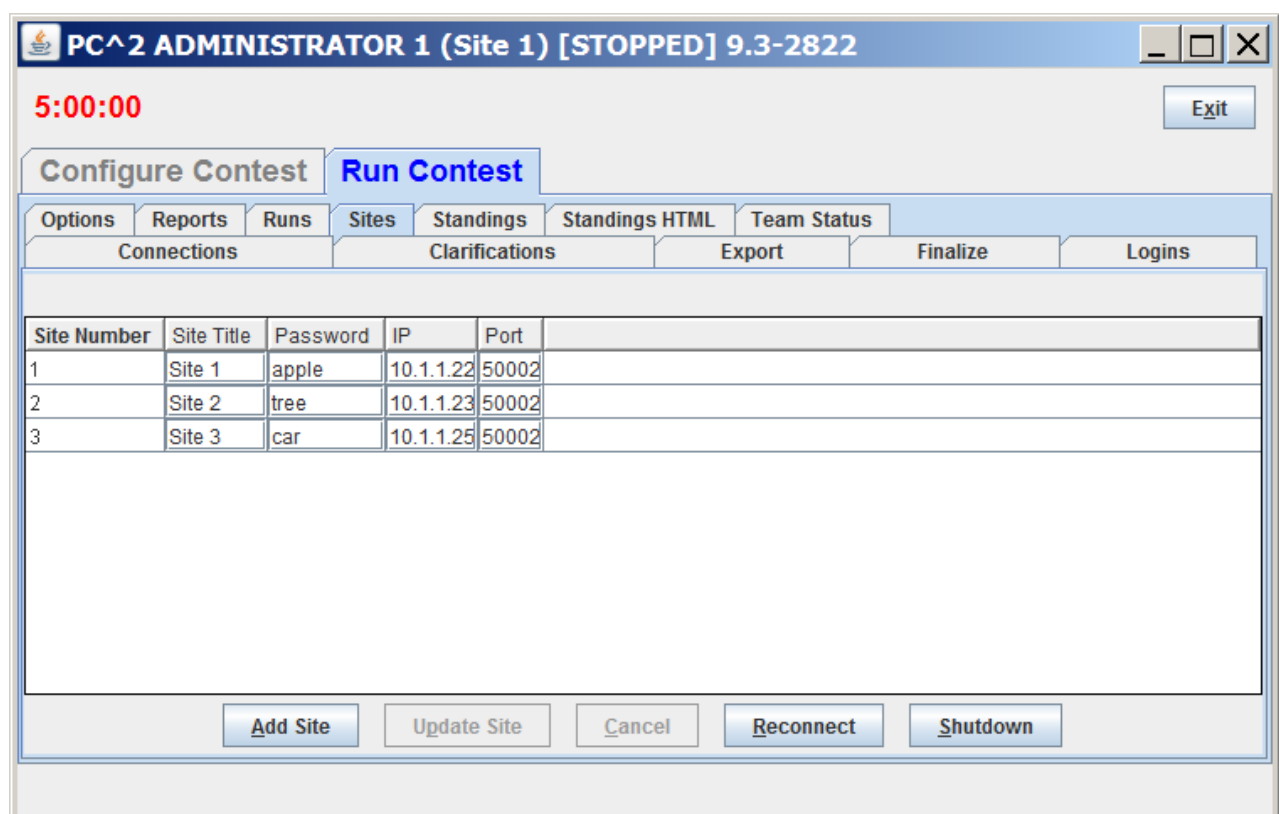 PC^2 ADMINISTRATOR 1 (Site 1) [STOPPED] 9.3-2822
5:00:00 Exit
Configure Contest Run Contest
Options Reports Runs Sites Standings Standings HTML Team Status
Connections Clarifications Export Finalize Logins
Site Number Site Title Password IP Port
1 Site 1 apple 10.1.1.22 50002
2 Site 2 tree 10.1.1.23 50002
3 Site 3 car 10.1.1.25 50002
Add Site Update Site Cancel Reconnect Shutdown